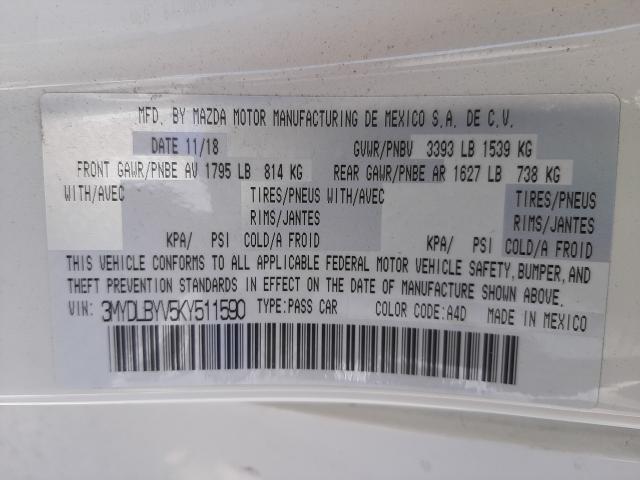 MFD. BY MAZDA MOTOR MANUFACTURING DE MEXICO S.A. DE C.V.
DATE 11/18 GVWR/PNBV 3393 LB 1539 KG
FRONT GAWR/PNBE AV 1795 LB 814 KG REAR GAWR/PNBE AR 1627 LB 738 KG
WITH/AVEC TIRES/PNEUS WITH/AVEC TIRES/PNEUS
RIMS/JANTES RIMS/JANTES
KPA/ PSI COLD/A FROID KPA/ PSI COLD/A FROID
THIS VEHICLE CONFORMS TO ALL APPLICABLE FEDERAL MOTOR VEHICLE SAFETY, BUMPER, AND
THEFT PREVENTION STANDARDS IN EFFECT ON THE DATE OF MANUFACTURE SHOWN ABOVE.
VIN: 3MYDLBYV5KY511590 TYPE: PASS CAR COLOR CODE: A4D MADE IN MEXICO